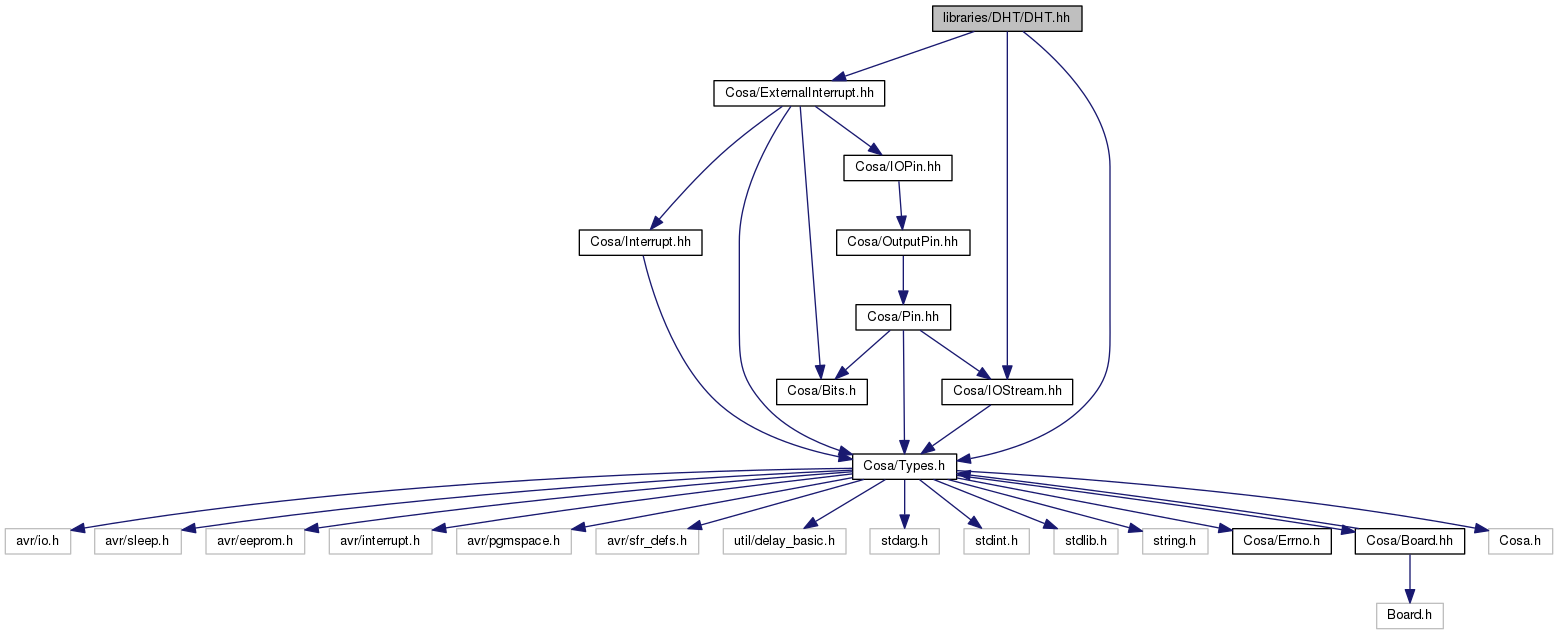 libraries/DHT/DHT.hh
Cosa/ExternalInterrupt.hh
Cosa/IOPin.hh
Cosa/Interrupt.hh
Cosa/OutputPin.hh
Cosa/Pin.hh
Cosa/Bits.h
Cosa/IOStream.hh
Cosa/Types.h
avr/io.h
avr/sleep.h
avr/eeprom.h
avr/interrupt.h
avr/pgmspace.h
avr/sfr_defs.h
util/delay_basic.h
stdarg.h
stdint.h
stdlib.h
string.h
Cosa/Errno.h
Cosa/Board.hh
Cosa.h
Board.h